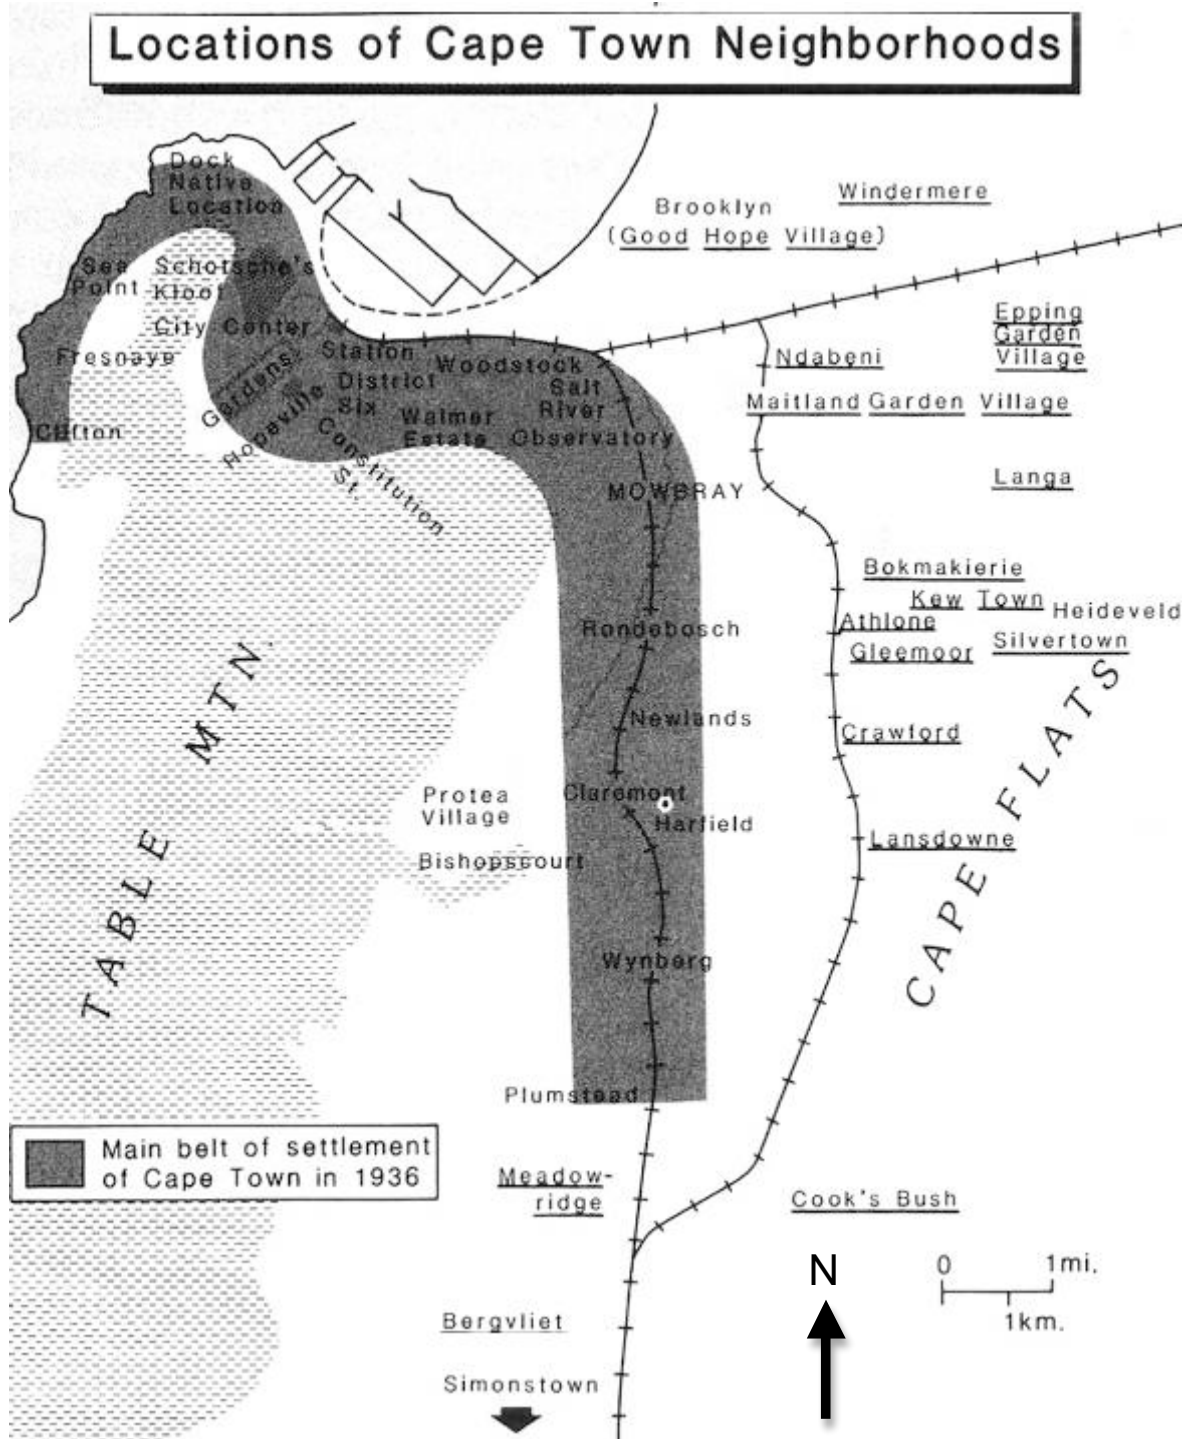 Locations of Cape Town Neighborhoods
Dock
Native
Location
Windermere
Brooklyn
(Good Hope Village)
Sea
Point
Schotsche's
Kloof
City Center
Fresnaye
Clifton
Gardens
Hopeville
Station
District
Six
Constitution
St.
Woodstock
Salt
River
Walmer
Estate
Observatory
MOWBRAY
Ndabeni
Epping
Garden
Village
Maitland Garden Village
Langa
Bokmakierie
Kew Town
Heideveld
Athlone
Gleemoor
Silvertown
Rondebosch
Newlands
Crawford
TABLE MTN.
CAPE FLATS
Protea
Village
Claremont
Harfield
Lansdowne
Bishopscourt
Wynberg
Plumstead
Main belt of settlement
of Cape Town in 1936
Meadow-
ridge
Cook's Bush
Bergvliet
Simonstown
N
0 1mi.
1km.